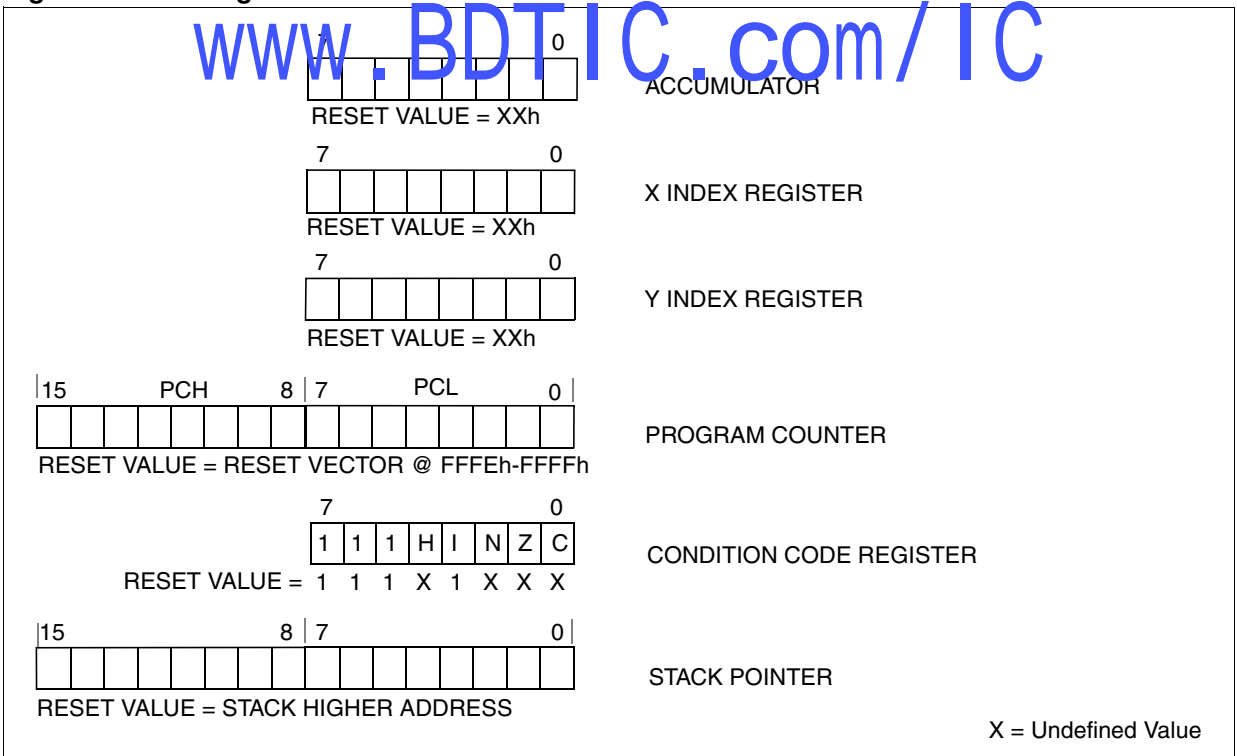 www.BDTIC.com/IC
7 0
ACCUMULATOR
RESET VALUE = XXh
7 0
X INDEX REGISTER
RESET VALUE = XXh
7 0
Y INDEX REGISTER
RESET VALUE = XXh
15 PCH 8 7 PCL 0
PROGRAM COUNTER
RESET VALUE = RESET VECTOR @ FFFEh-FFFFh
7 0
1 1 1 H I N Z C
CONDITION CODE REGISTER
RESET VALUE = 1 1 1 X 1 X X X
15 8 7 0
STACK POINTER
RESET VALUE = STACK HIGHER ADDRESS
X = Undefined Value